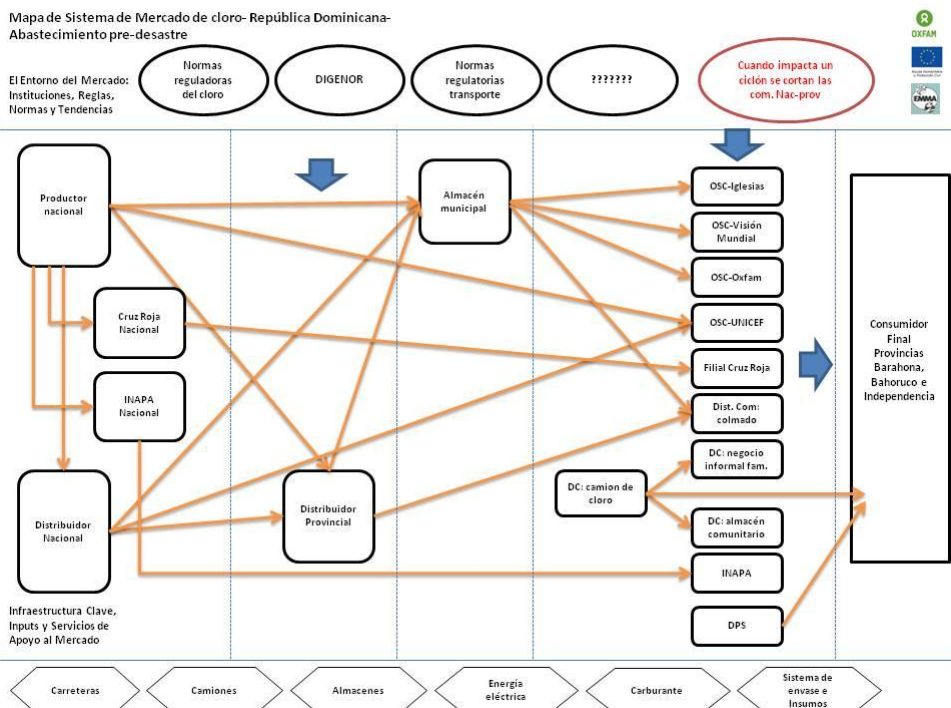 Mapa de Sistema de Mercado de cloro- República Dominicana-
Abastecimiento pre-desastre
OXFAM
El Entorno del Mercado:
Instituciones, Reglas,
Normas y Tendencias
Normas
reguladoras
del cloro
DIGENOR
Normas
regulatorias
transporte
???????
Cuando impacta un
ciclón se cortan las
com. Nac-prov
EMMA
Productor
nacional
Almacén
municipal
OSC-Iglesias
OSC-Visión
Mundial
OSC-Oxfam
Cruz Roja
Nacional
OSC-UNICEF
Filial Cruz Roja
Consumidor
Final
Provincias
Barahona,
Bahoruco e
Independencia
INAPA
Nacional
Dist. Com:
colmado
DC: negocio
informal fam.
DC: camion de
cloro
Distribuidor
Nacional
Distribuidor
Provincial
DC: almacén
comunitario
INAPA
DPS
Infraestructura Clave,
Inputs y Servicios de
Apoyo al Mercado
Carreteras
Camiones
Almacenes
Energía
eléctrica
Carburante
Sistema de
envase e
Insumos